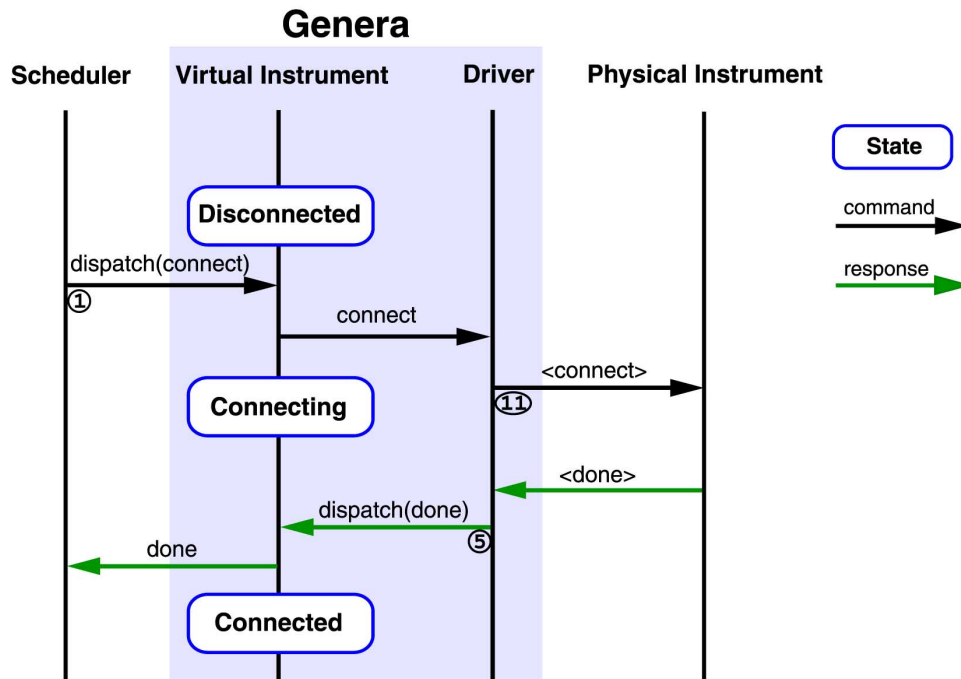 Genera
Scheduler
Virtual Instrument
Driver
Physical Instrument
State
command
response
Disconnected
dispatch(connect)
①
connect
<connect>
⑪
Connecting
<done>
dispatch(done)
⑤
done
Connected